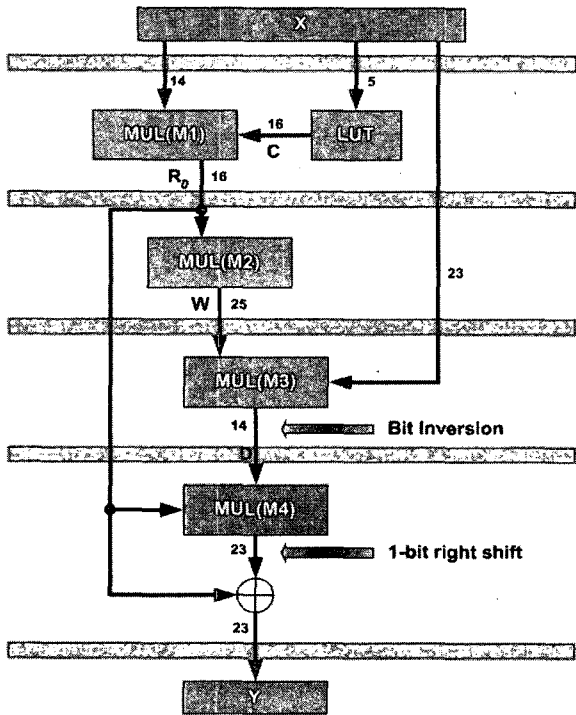 X
14
5
MUL(M1)
16
C
LUT
R0
16
MUL(M2)
23
W
25
MUL(M3)
14
Bit Inversion
D
MUL(M4)
23
1-bit right shift
23
Y